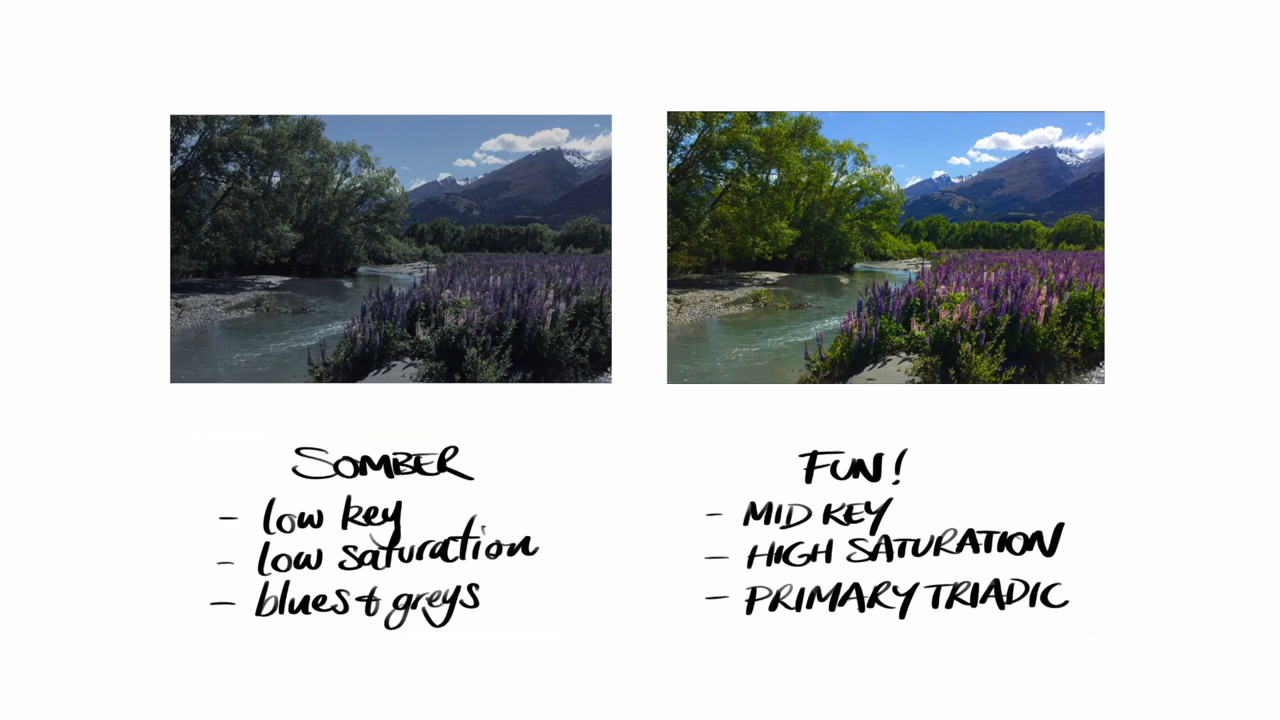 SOMBER
- low key
- low saturation
- blues & greys
FUN!
- MID KEY
- HIGH SATURATION
- PRIMARY TRIADIC